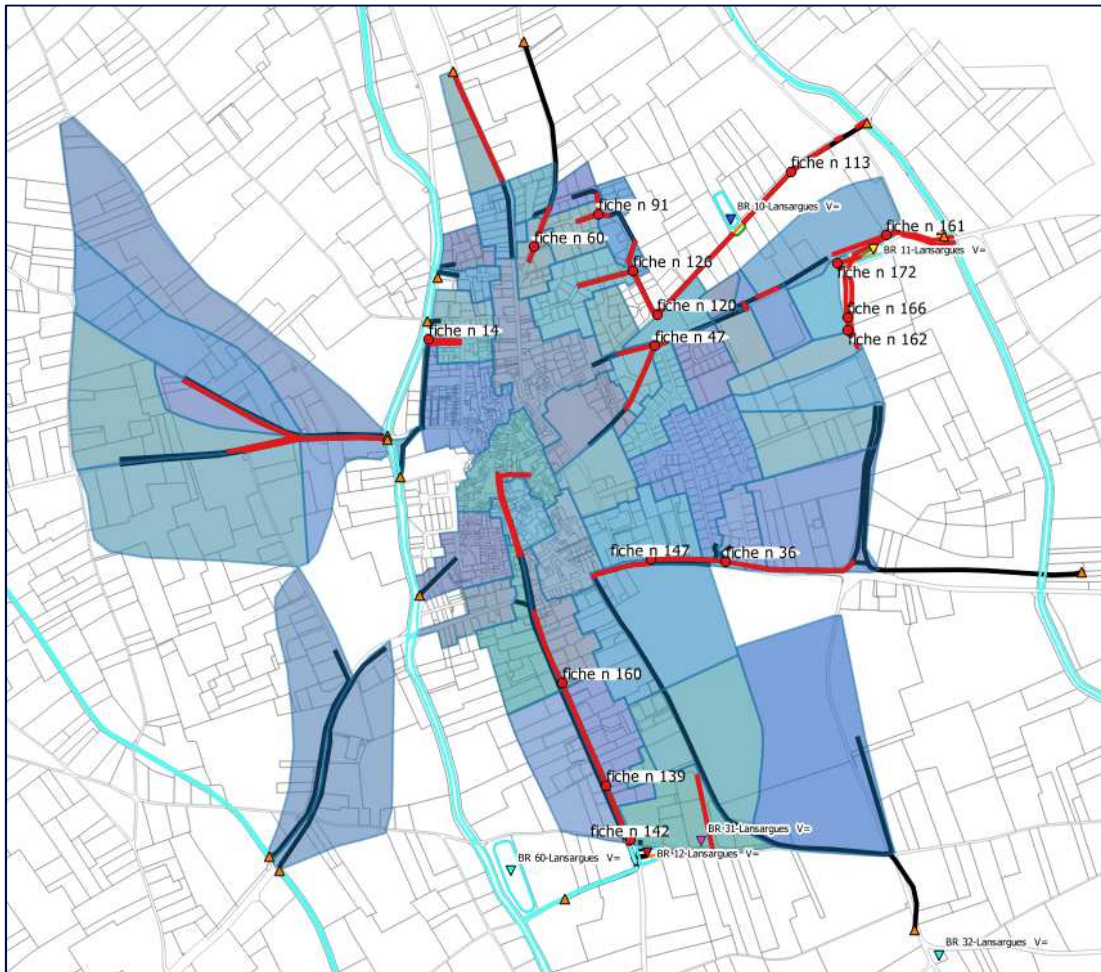 fiche n 113
fiche n 91
BR 10-Lansargues V=
fiche n 161
fiche n 60
BR 11-Lansargues V=
fiche n 126
fiche n 172
fiche n 120
fiche n 166
fiche n 14
fiche n 162
fiche n 47
fiche n 147
fiche n 36
fiche n 160
fiche n 139
fiche n 142
BR 31-Lansargues V=
BR 60-Lansargues V=
BR 12-Lansargues V=
BR 32-Lansargues V=